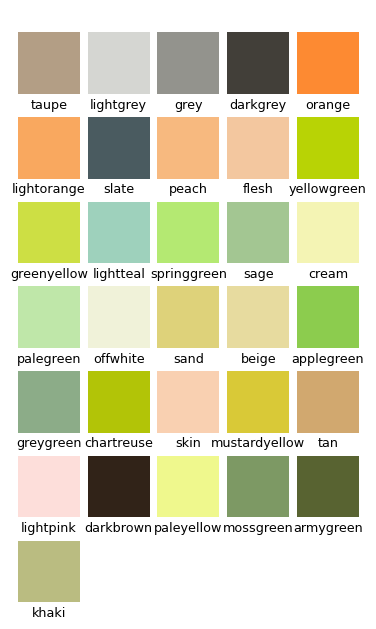 taupe lightgrey grey darkgrey orange
lightorange slate peach flesh yellowgreen
greenyellow lightteal springgreen sage cream
palegreen offwhite sand beige applegreen
greygreen chartreuse skin mustardyellow tan
lightpink darkbrown paleyellow mossgreen armygreen
khaki